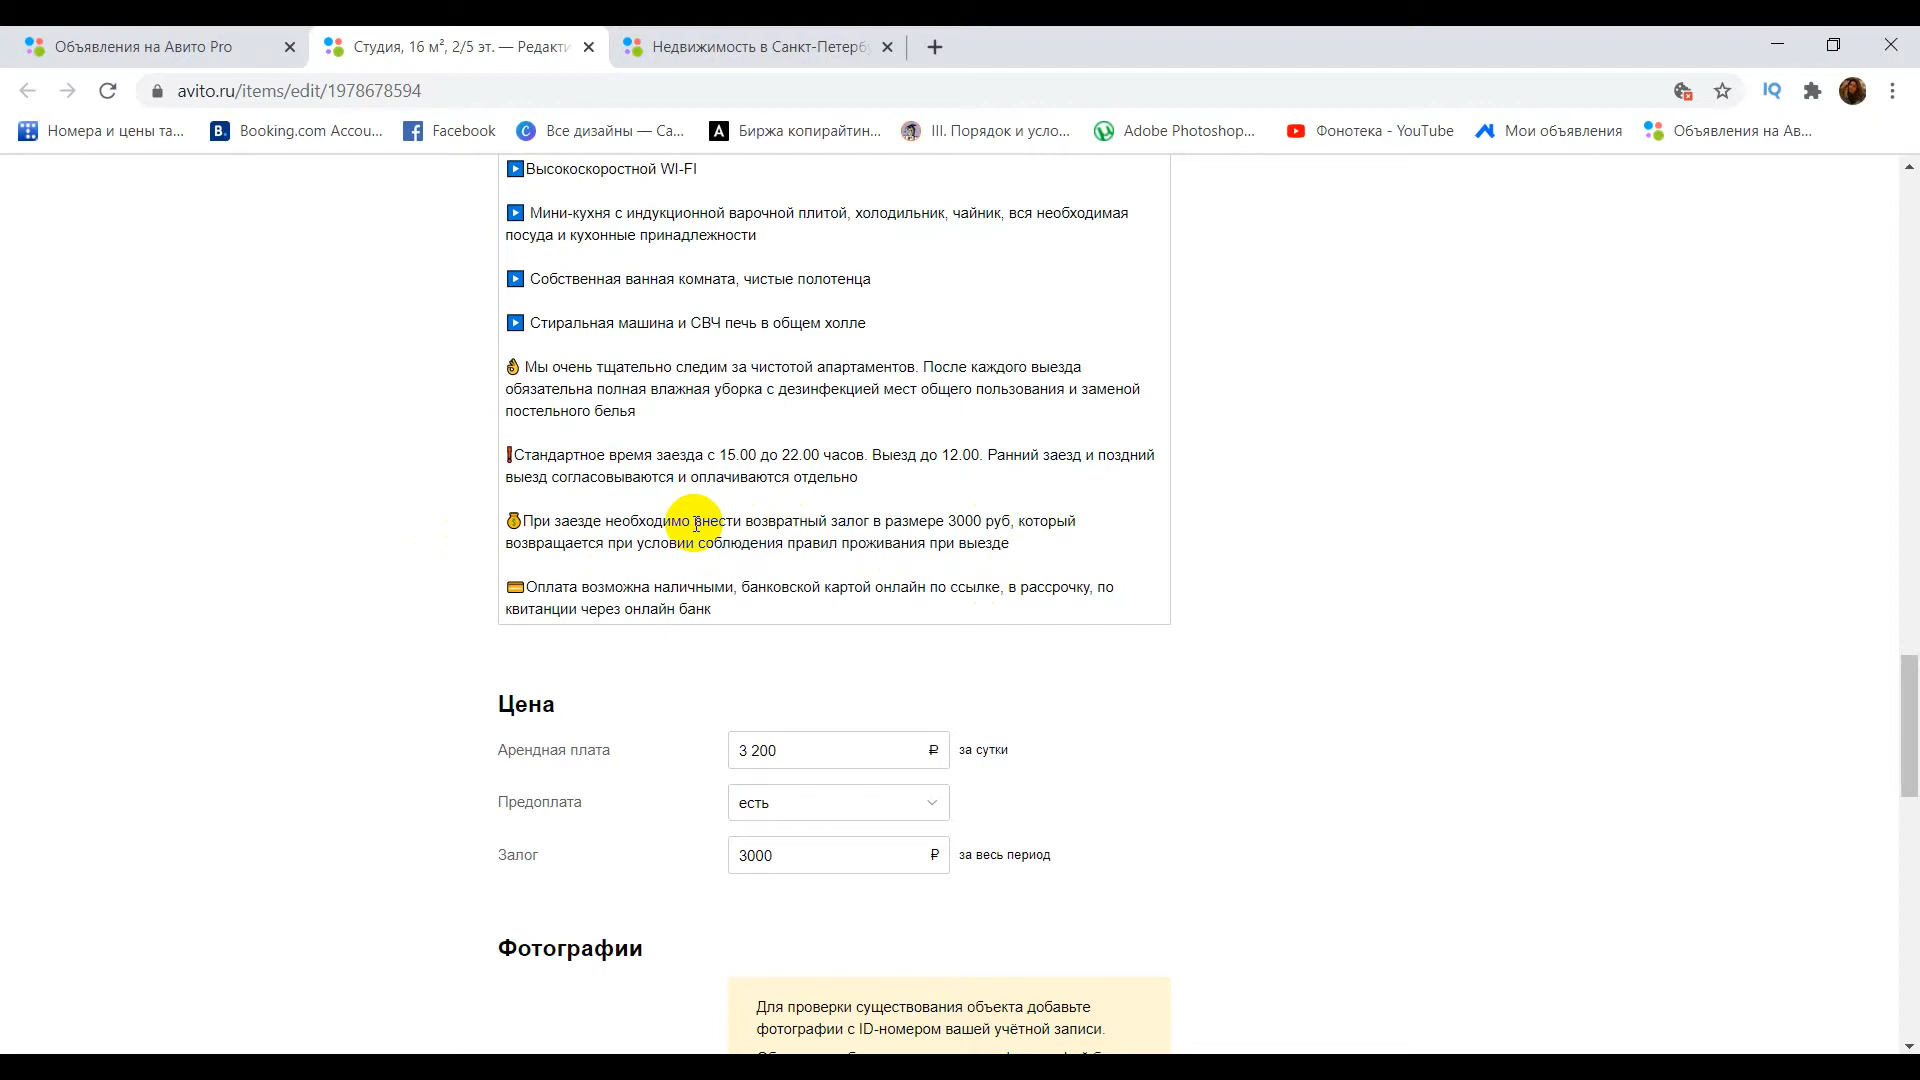 Объявления на Авито Pro
Студия, 16 м², 2/5 эт. — Редакти
Недвижимость в Санкт-Петербу
avito.ru/items/edit/1978678594
IQ
Номера и цены та...
B. Booking.com Accou...
Facebook
Все дизайны — Ca...
A Биржа копирайтин...
III. Порядок и усло...
Adobe Photoshop...
Фонотека - YouTube
Мои объявления
Объявления на Ав...
Высокоскоростной WI-FI
Мини-кухня с индукционной варочной плитой, холодильник, чайник, вся необходимая
посуда и кухонные принадлежности
Собственная ванная комната, чистые полотенца
Стиральная машина и СВЧ печь в общем холле
Мы очень тщательно следим за чистотой апартаментов. После каждого выезда
обязательна полная влажная уборка с дезинфекцией мест общего пользования и заменой
постельного белья
Стандартное время заезда с 15.00 до 22.00 часов. Выезд до 12.00. Ранний заезд и поздний
выезд согласовываются и оплачиваются отдельно
При заезде необходимо внести возвратный залог в размере 3000 руб, который
возвращается при условии соблюдения правил проживания при выезде
Оплата возможна наличными, банковской картой онлайн по ссылке, в рассрочку, по
квитанции через онлайн банк
Цена
Арендная плата
3 200 ₽ за сутки
Предоплата
есть
Залог
3000 ₽ за весь период
Фотографии
Для проверки существования объекта добавьте
фотографии с ID-номером вашей учётной записи.